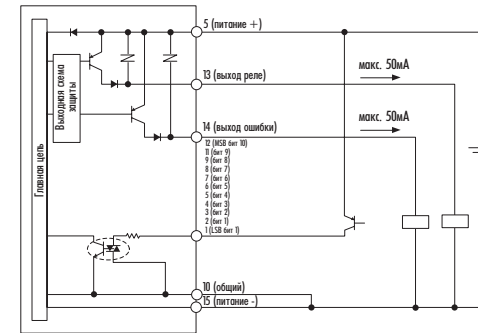 5 (питание +)
13 (выход реле)
макс. 50мА
Выходная схема
защиты
14 (выход ошибки)
макс. 50мА
12 (MSB бит 10)
11 (бит 9)
9 (бит 8)
8 (бит 7)
7 (бит 6)
6 (бит 5)
5 (бит 4)
4 (бит 3)
3 (бит 2)
2 (бит 1)
1 (LSB бит 1)
Главная цепь
10 (общий)
15 (питание -)